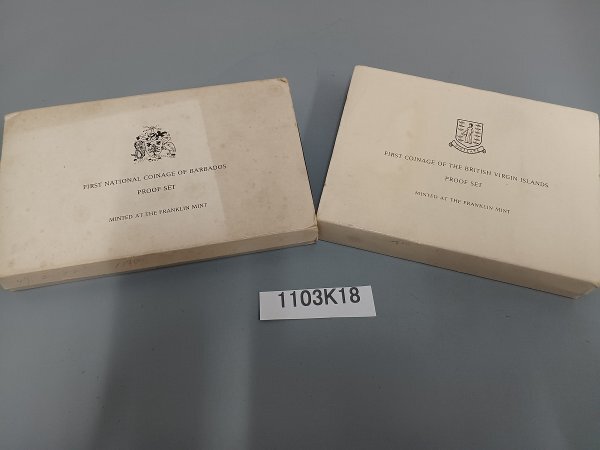 FIRST NATIONAL COINAGE OF BARBADOS
PROOF SET
MINTED AT THE FRANKLIN MINT
FIRST COINAGE OF THE BRITISH VIRGIN ISLANDS
PROOF SET
MINTED AT THE FRANKLIN MINT
1103K18